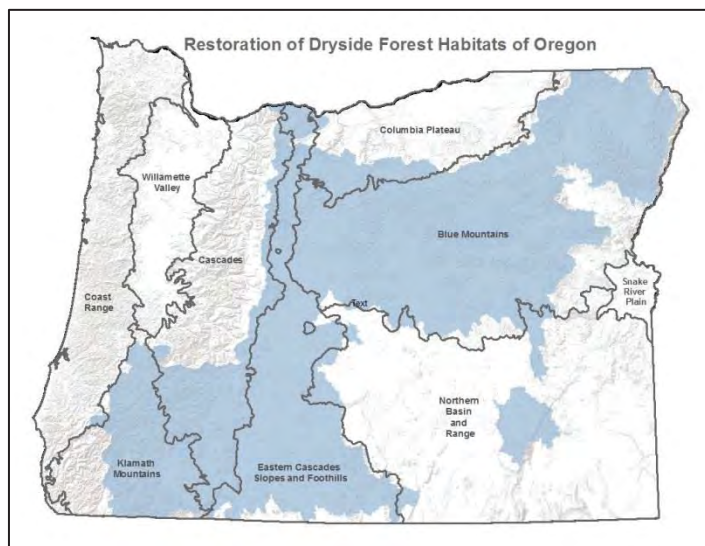 Restoration of Dryside Forest Habitats of Oregon
Columbia Plateau
Willamette
Valley
Blue Mountains
Cascades
Coast
Range
Snake
River
Plain
Text
Northern
Basin
and
Range
Klamath
Mountains
Eastern Cascades
Slopes and Foothills